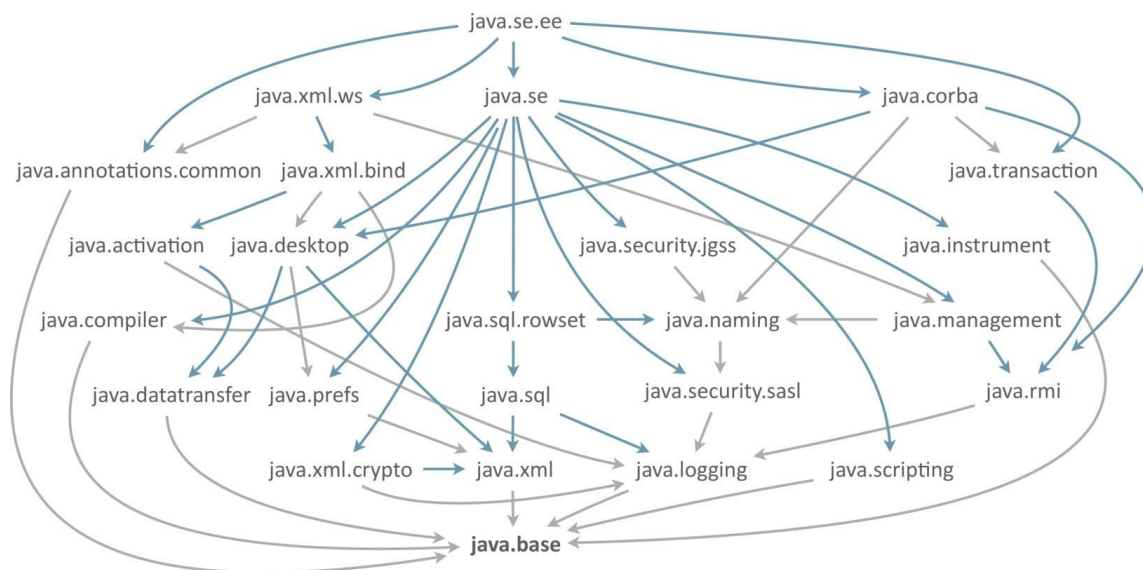 java.se.ee
java.xml.ws
java.se
java.corba
java.annotations.common
java.xml.bind
java.transaction
java.activation
java.desktop
java.security.jgss
java.instrument
java.compiler
java.sql.rowset
java.naming
java.management
java.datatransfer
java.prefs
java.sql
java.security.sasl
java.rmi
java.xml.crypto
java.xml
java.logging
java.scripting
java.base